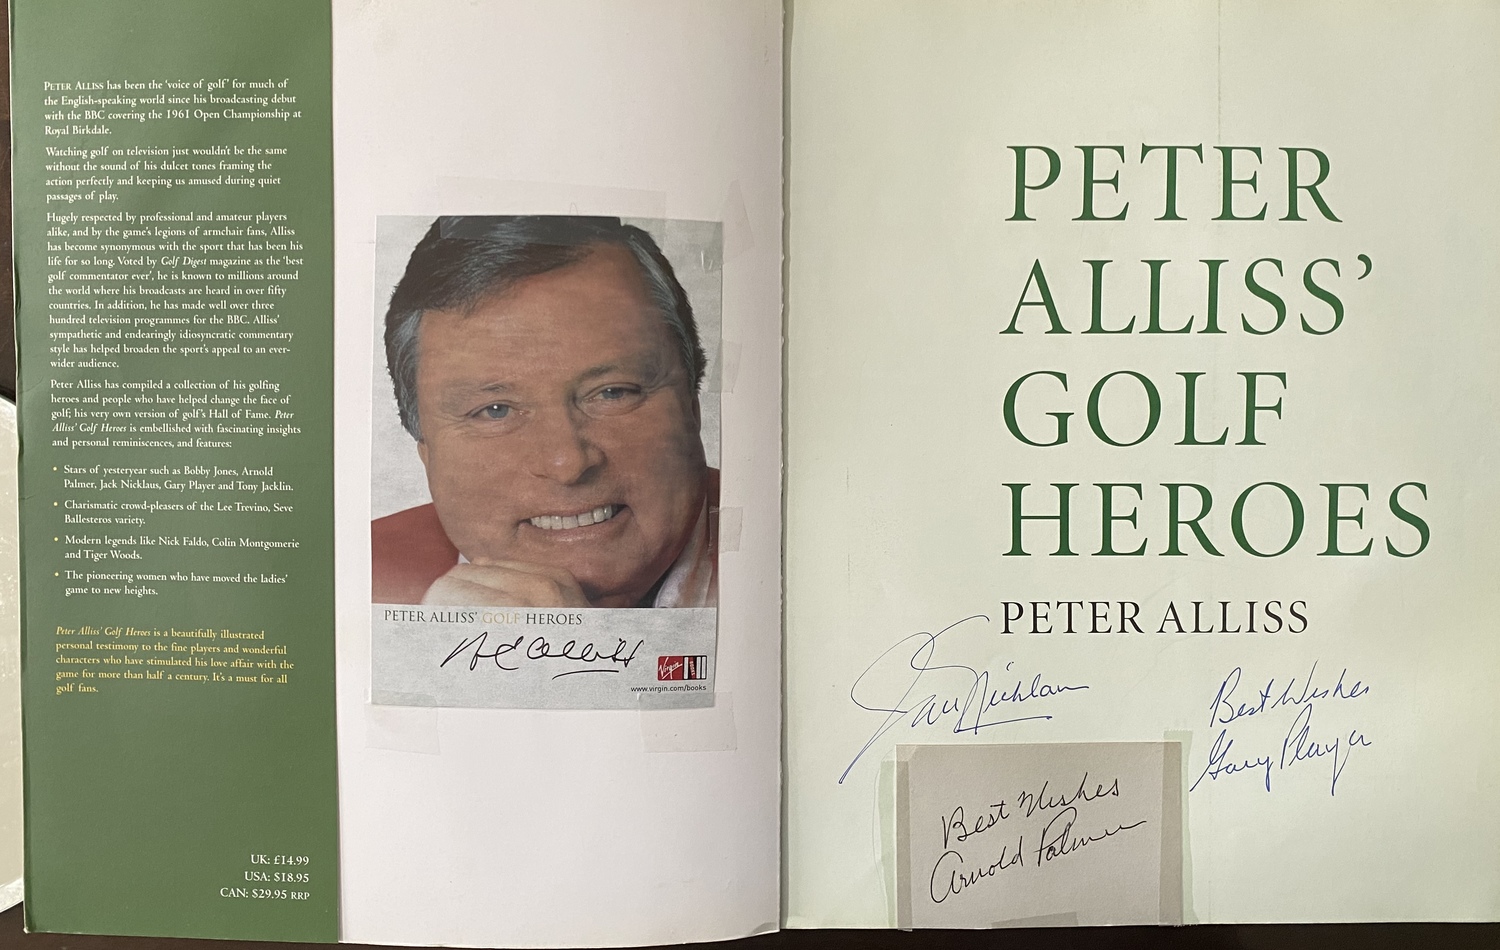 PETER ALLISS has been the 'voice of golf' for much of
the English-speaking world since his broadcasting debut
with the BBC covering the 1961 Open Championship at
Royal Birkdale.
Watching golf on television just wouldn't be the same
without the sound of his dulcet tones framing the
action perfectly and keeping us amused during quiet
passages of play.
Hugely respected by professional and amateur players
alike, and by the game's legions of armchair fans, Alliss
has become synonymous with the sport that has been his
life for so long. Voted by Golf Digest magazine as the 'best
golf commentator ever', he is known to millions around
the world where his broadcasts are heard in over fifty
countries. In addition, he has made well over three
hundred television programmes for the BBC. Alliss'
sympathetic and endearingly idiosyncratic commentary
style has helped broaden the sport's appeal to an ever-
wider audience.
Peter Alliss has compiled a collection of his golfing
heroes and people who have helped change the face of
golf; his very own version of golf's Hall of Fame. Peter
Alliss' Golf Heroes is embellished with fascinating insights
and personal reminiscences, and features:
• Stars of yesteryear such as Bobby Jones, Arnold
Palmer, Jack Nicklaus, Gary Player and Tony Jacklin.
• Charismatic crowd-pleasers of the Lee Trevino, Seve
Ballesteros variety.
• Modern legends like Nick Faldo, Colin Montgomerie
and Tiger Woods.
• The pioneering women who have moved the ladies'
game to new heights.
Peter Alliss' Golf Heroes is a beautifully illustrated
personal testimony to the fine players and wonderful
characters who have stimulated his love affair with the
game for more than half a century. It's a must for all
golf fans.
UK: £14.99
USA: $18.95
CAN: $29.95 RRP
PETER ALLISS' GOLF HEROES
Alliss
Virgin
www.virgin.com/books
PETER
ALLISS'
GOLF
HEROES
PETER ALLISS
Jack Nicklaus
Best Wishes
Gary Player
Best Wishes
Arnold Palmer